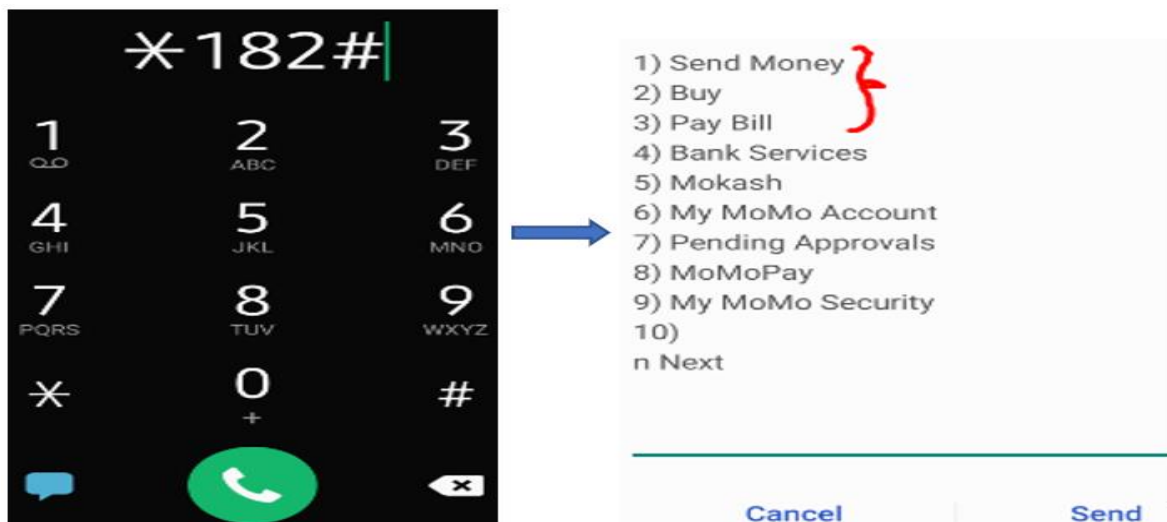 *182#
1 2 3
ABC DEF
4 5 6
GHI JKL MNO
7 8 9
PQRS TUV WXYZ
* 0 #
+
1) Send Money
2) Buy
3) Pay Bill
4) Bank Services
5) Mokash
6) My MoMo Account
7) Pending Approvals
8) MoMoPay
9) My MoMo Security
10)
n Next
Cancel Send